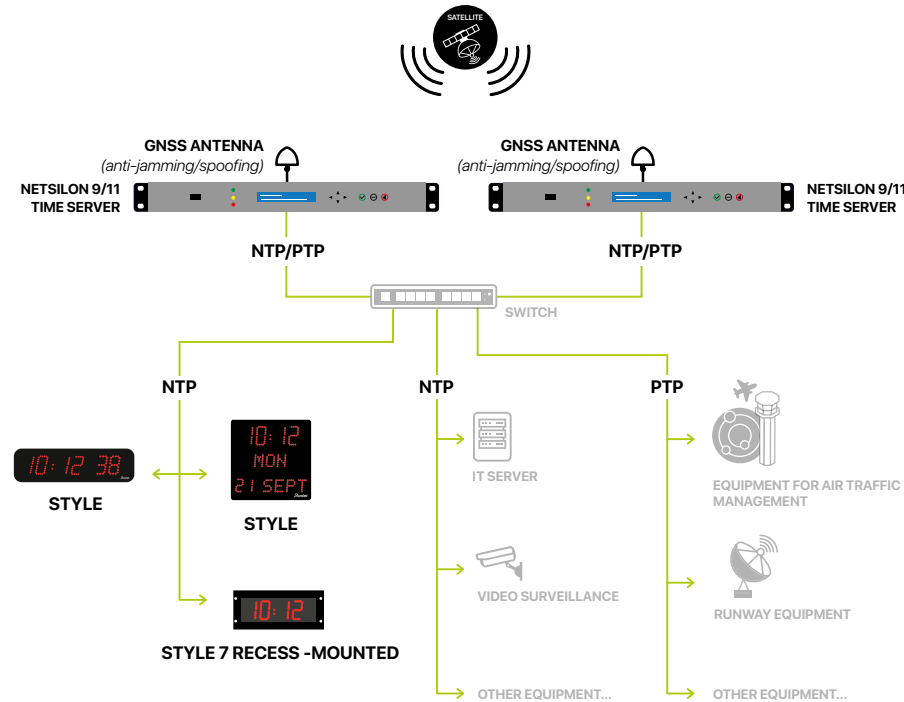 SATELLITE
GNSS ANTENNA
(anti-jamming/spoofing)
GNSS ANTENNA
(anti-jamming/spoofing)
NETSILON 9/11
TIME SERVER
NETSILON 9/11
TIME SERVER
NTP/PTP
NTP/PTP
SWITCH
NTP
NTP
PTP
10:12 38
STYLE
10:12
MON
21 SEPT
STYLE
10:12
STYLE 7 RECESS -MOUNTED
IT SERVER
VIDEO SURVEILLANCE
OTHER EQUIPMENT...
EQUIPMENT FOR AIR TRAFFIC
MANAGEMENT
RUNWAY EQUIPMENT
OTHER EQUIPMENT...